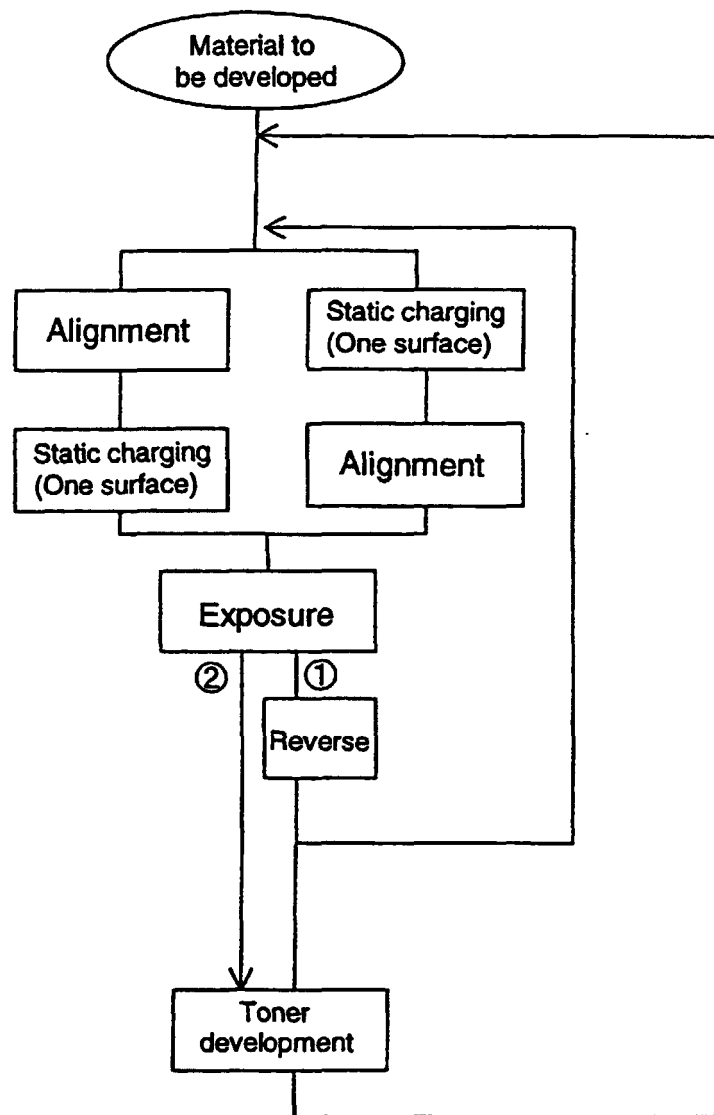 Material to
be developed
Alignment
Static charging
(One surface)
Static charging
(One surface)
Alignment
Exposure
②
①
Reverse
Toner
development